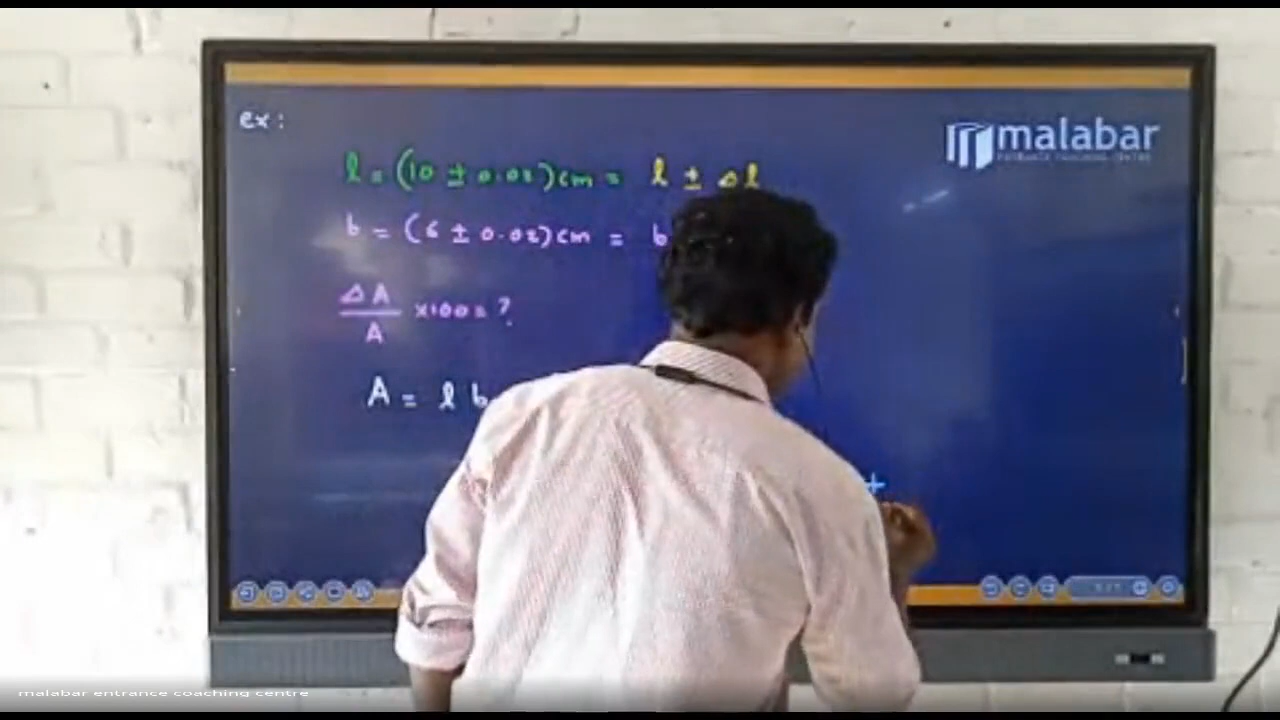 ex:
malabar
l = (10 ± 0.02)cm = l ± Δl
b = (6 ± 0.02)cm = b
ΔA/A ×100 = ?
A = l b
+
malabar entrance coaching centre